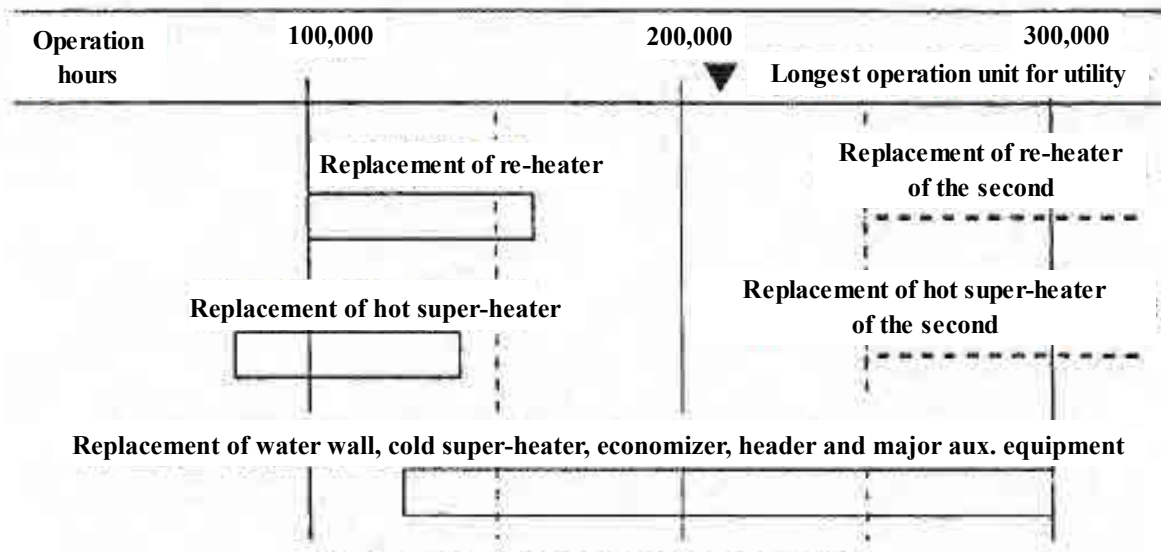 Operation hours
100,000
200,000
300,000
Longest operation unit for utility
Replacement of re-heater
Replacement of re-heater
of the second
Replacement of hot super-heater
Replacement of hot super-heater
of the second
Replacement of water wall, cold super-heater, economizer, header and major aux. equipment